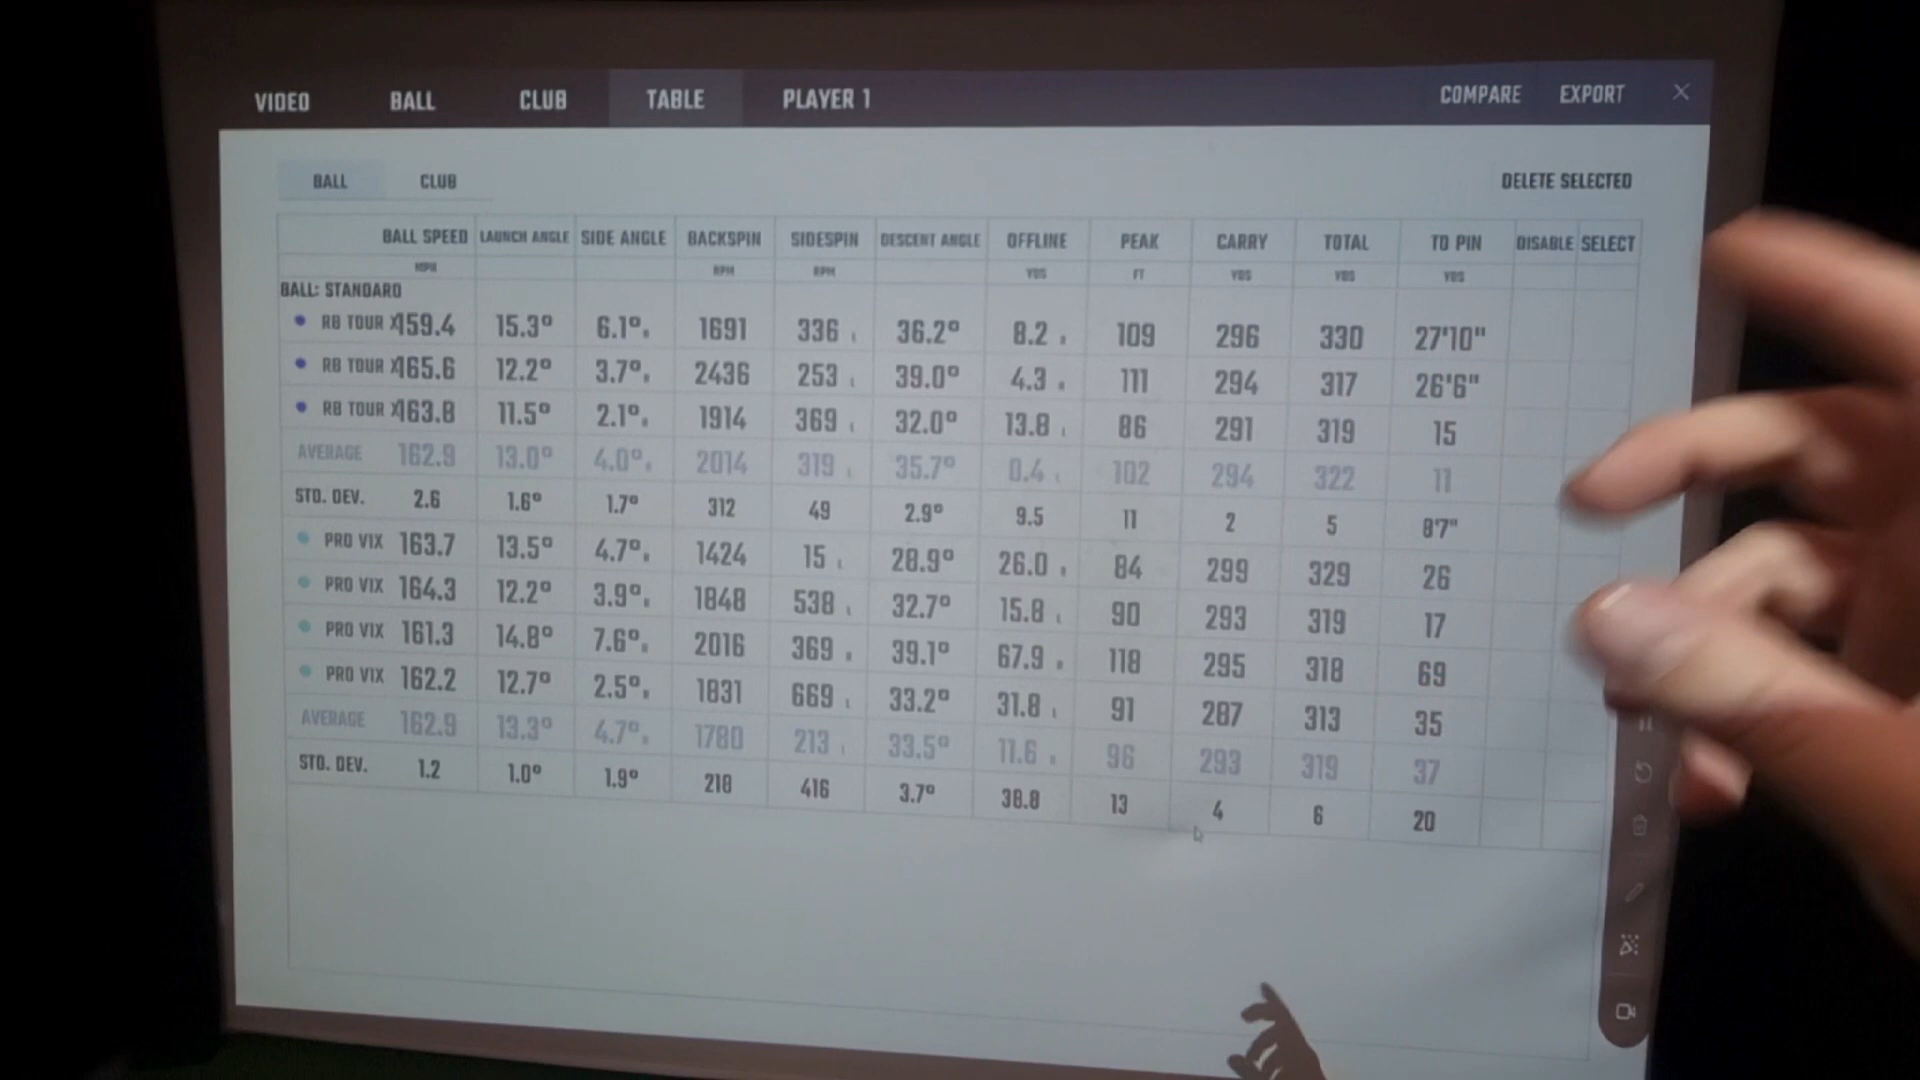 VIDEO BALL CLUB TABLE PLAYER 1 COMPARE EXPORT
BALL CLUB DELETE SELECTED
BALL SPEED LAUNCH ANGLE SIDE ANGLE BACKSPIN SIDESPIN DESCENT ANGLE OFFLINE PEAK CARRY TOTAL TO PIN DISABLE SELECT
MPH RPM RPM YDS FT YDS YDS YDS
BALL: STANDARD
RB TOUR X 159.4 15.3° 6.1° R 1691 336 L 36.2° 8.2 R 109 296 330 27'10"
RB TOUR X 165.6 12.2° 3.7° R 2436 253 L 39.0° 4.3 R 111 294 317 26'6"
RB TOUR X 163.8 11.5° 2.1° R 1914 369 L 32.0° 13.8 L 86 291 319 15
AVERAGE 162.9 13.0° 4.0° R 2014 319 L 35.7° 0.4 L 102 294 322 11
STD. DEV. 2.6 1.6° 1.7° 312 49 2.9° 9.5 11 2 5 8'7"
PRO V1X 163.7 13.5° 4.7° R 1424 15 L 28.9° 26.0 R 84 299 329 26
PRO V1X 164.3 12.2° 3.9° R 1848 538 L 32.7° 15.8 L 90 293 319 17
PRO V1X 161.3 14.8° 7.6° R 2016 369 R 39.1° 67.9 R 118 295 318 69
PRO V1X 162.2 12.7° 2.5° R 1831 669 L 33.2° 31.8 L 91 287 313 35
AVERAGE 162.9 13.3° 4.7° R 1780 213 L 33.5° 11.6 R 96 293 319 37
STD. DEV. 1.2 1.0° 1.9° 218 416 3.7° 38.8 13 4 6 20